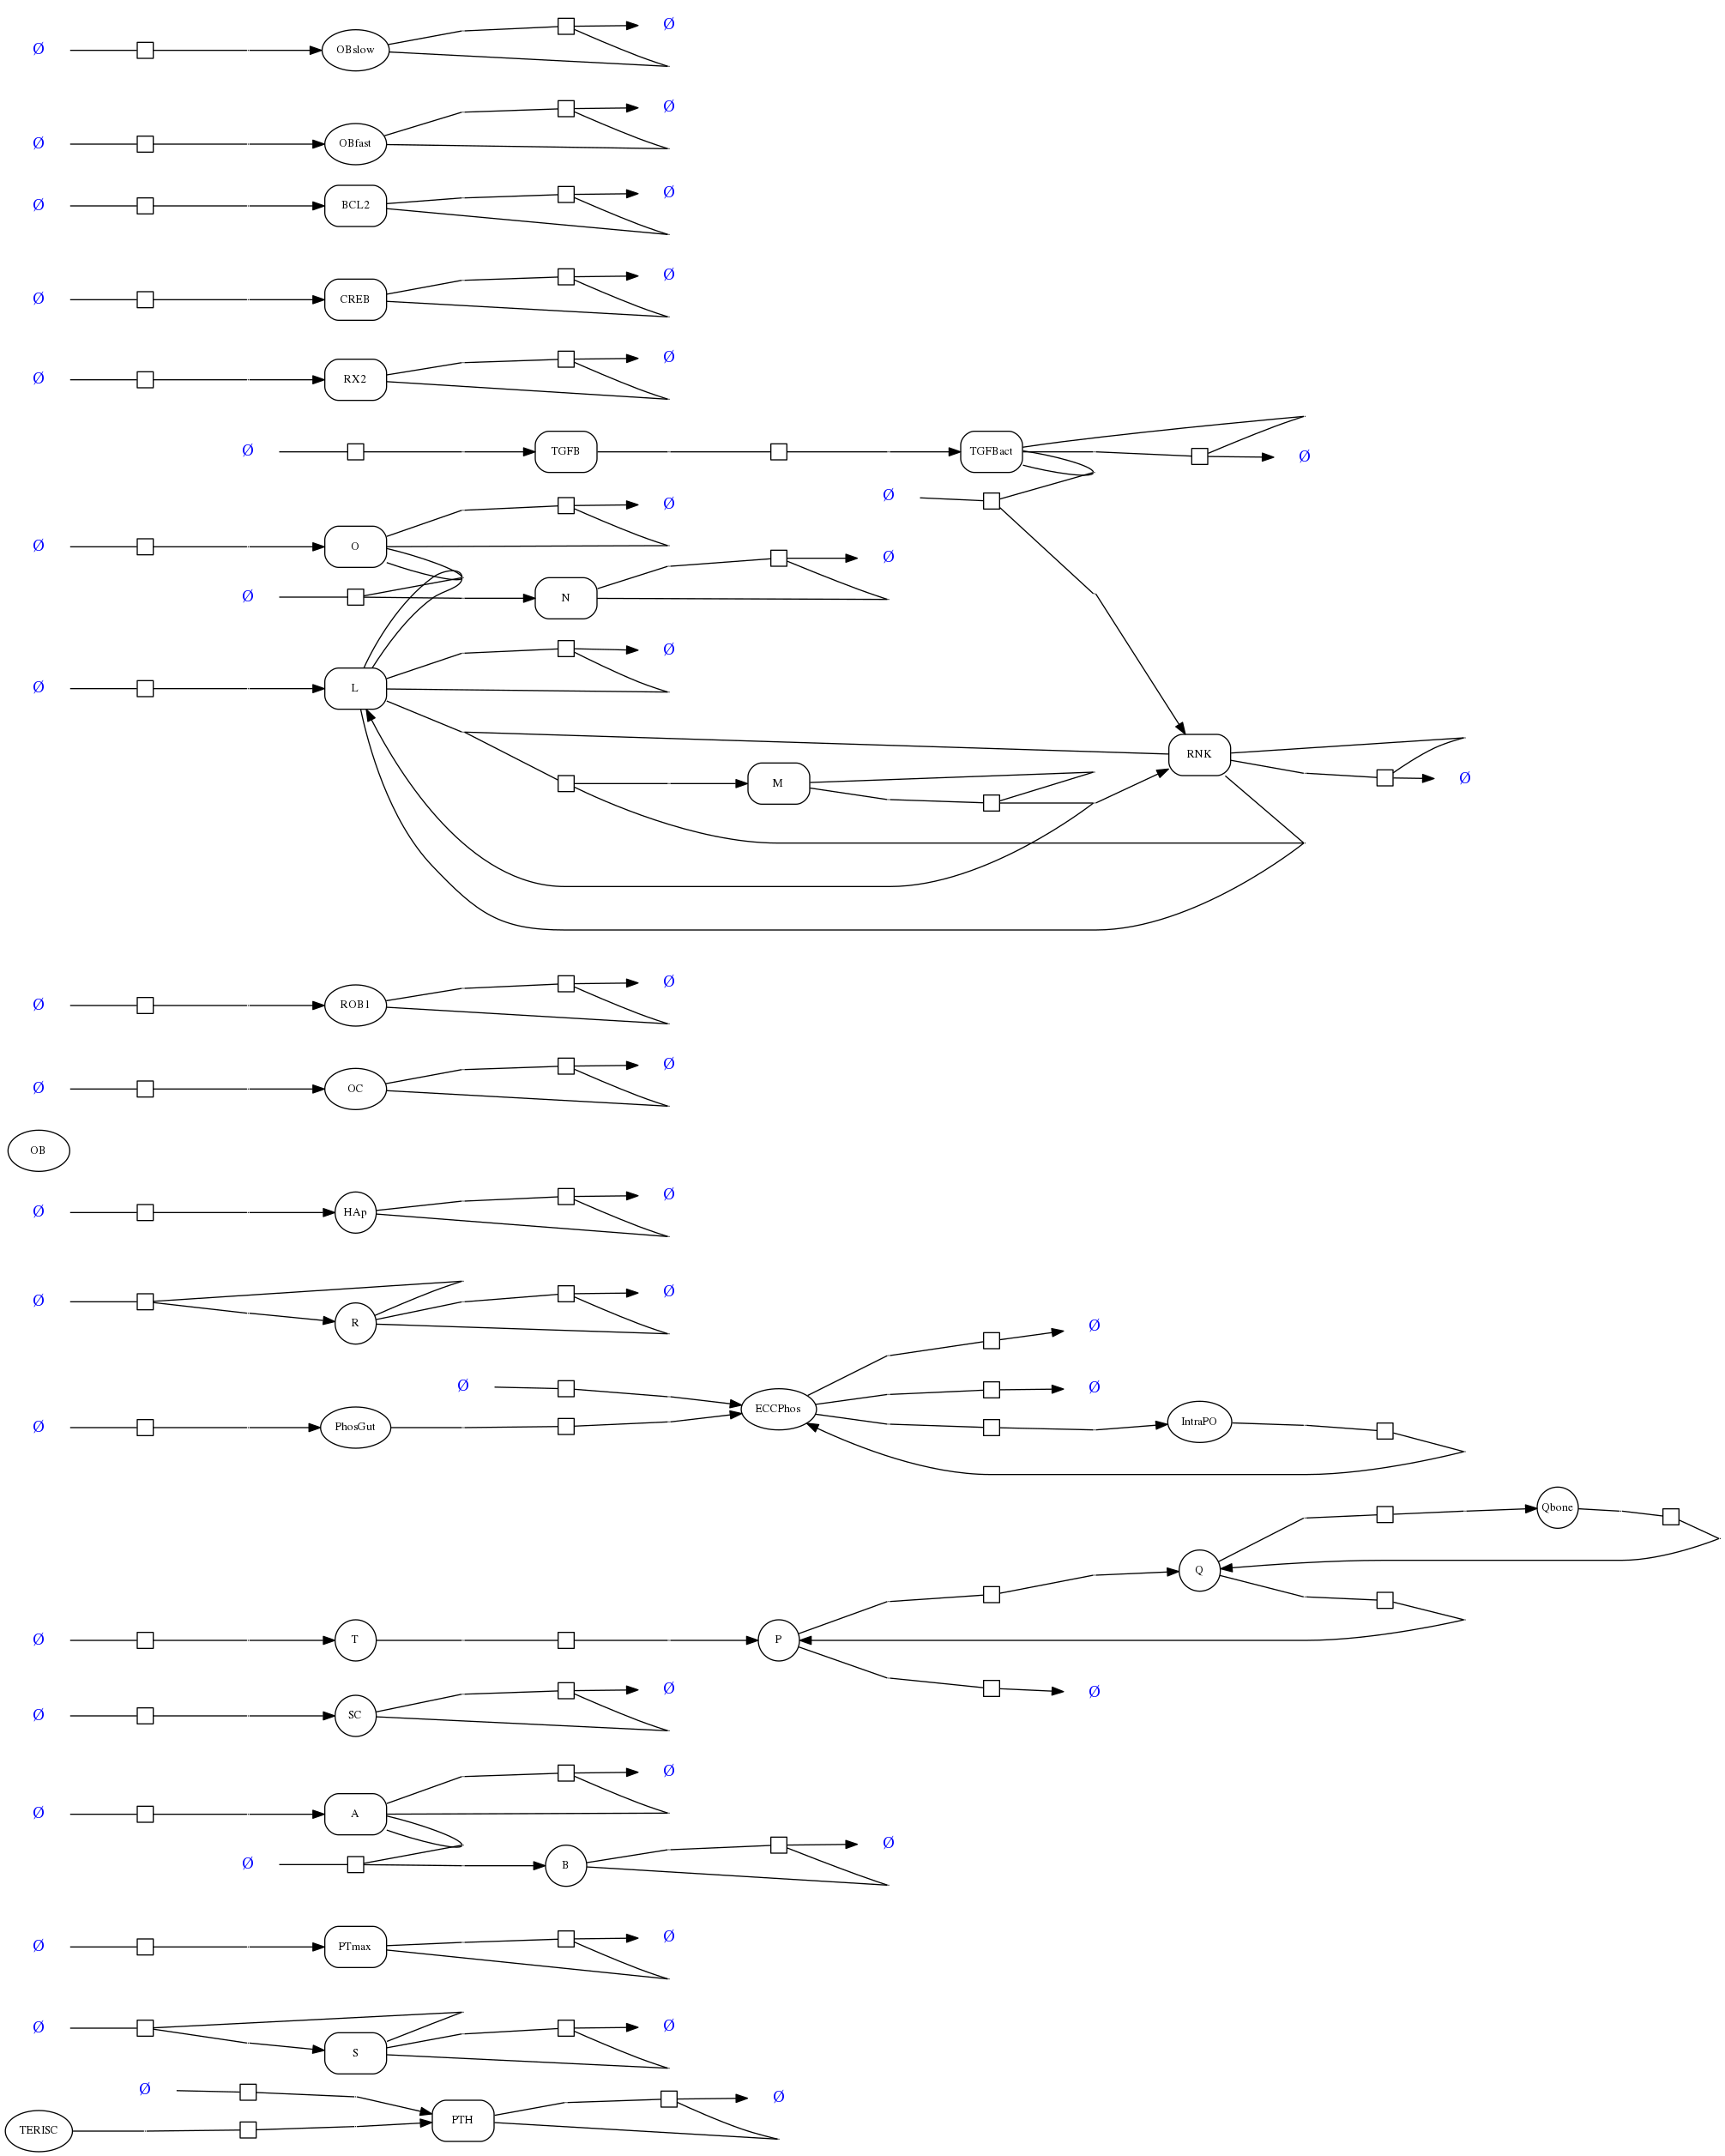 Ø
Ø OBslow
Ø
Ø OBfast
Ø
Ø BCL2
Ø
Ø CREB
Ø
Ø RX2
Ø TGFB TGFBact Ø
Ø
Ø
Ø O
Ø
Ø N
Ø
Ø L
RNK
M Ø
Ø
Ø ROB1
Ø
Ø OC
OB
Ø
Ø HAp
Ø
Ø R
Ø
Ø ECCPhos Ø
Ø PhosGut IntraPO
Qbone
Q
Ø T P
Ø
Ø SC Ø
Ø
Ø A
Ø
Ø B
Ø
Ø PTmax
Ø
Ø S
Ø Ø
TERISC PTH